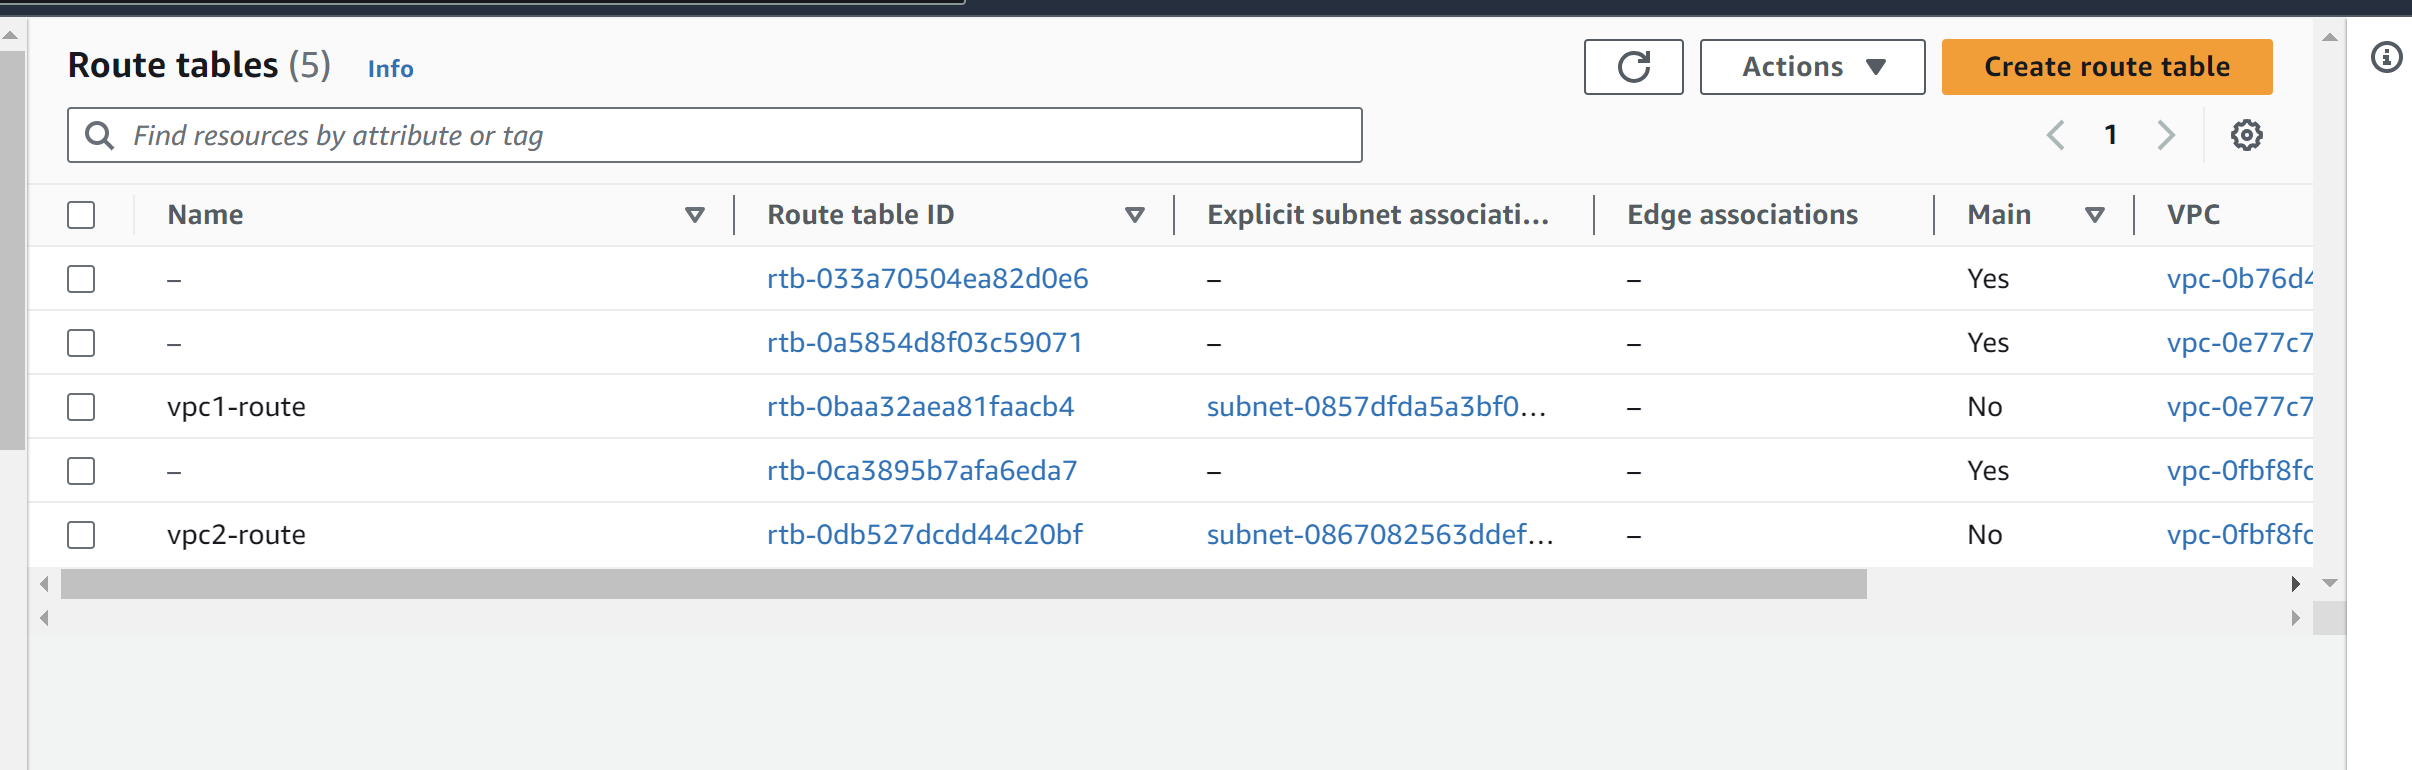 Route tables (5) Info Actions Create route table
Find resources by attribute or tag 1
Name Route table ID Explicit subnet associati... Edge associations Main VPC
– rtb-033a70504ea82d0e6 – – Yes vpc-0b76d4
– rtb-0a5854d8f03c59071 – – Yes vpc-0e77c7
vpc1-route rtb-0baa32aea81faacb4 subnet-0857dfda5a3bf0... – No vpc-0e77c7
– rtb-0ca3895b7afa6eda7 – – Yes vpc-0fbf8fc
vpc2-route rtb-0db527dcdd44c20bf subnet-0867082563ddef... – No vpc-0fbf8fc